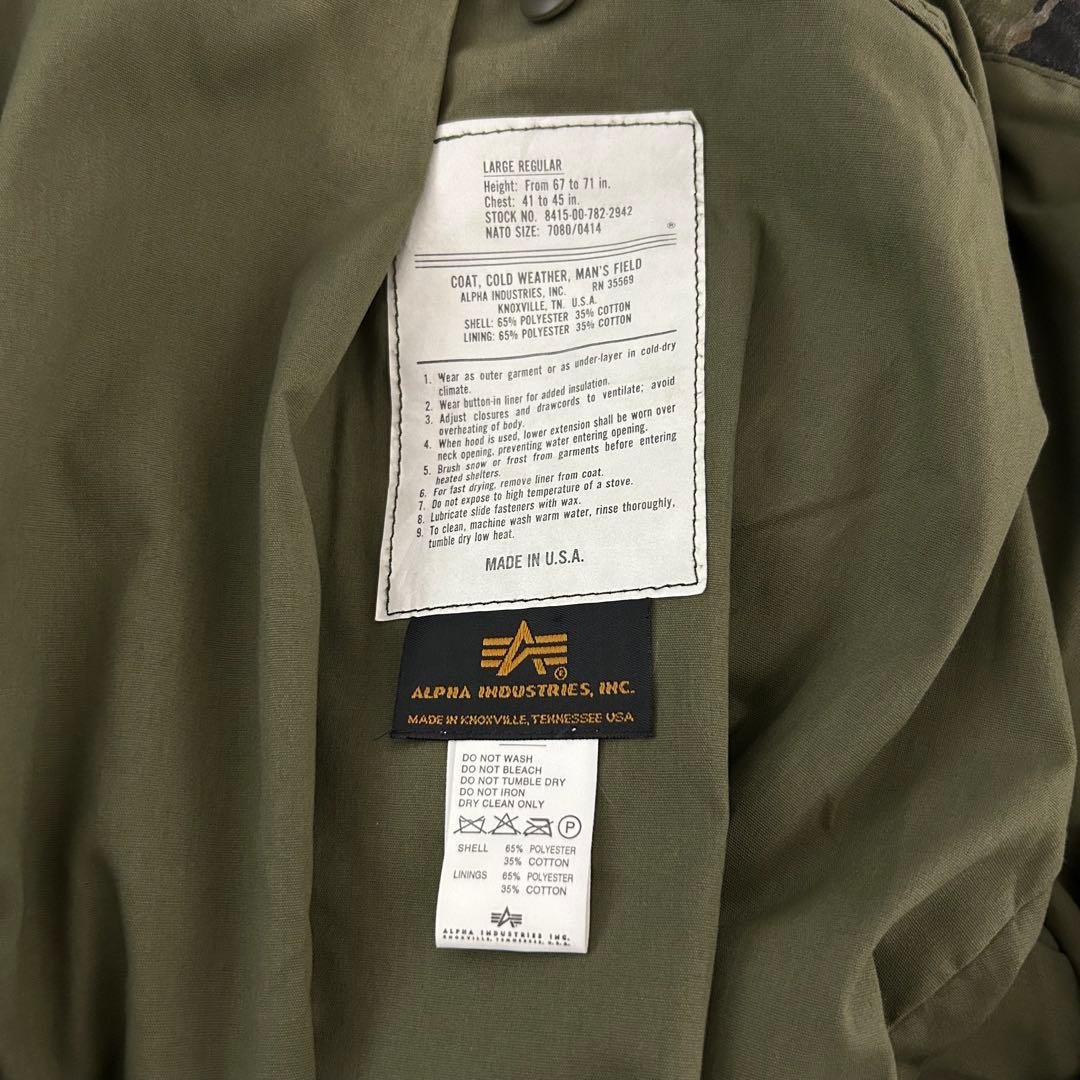 LARGE REGULAR
Height: From 67 to 71 in.
Chest: 41 to 45 in.
STOCK NO. 8415-00-782-2942
NATO SIZE: 7080/0414
®
COAT, COLD WEATHER, MAN'S FIELD
ALPHA INDUSTRIES, INC. RN 35569
KNOXVILLE, TN. U.S.A.
SHELL: 65% POLYESTER 35% COTTON
LINING: 65% POLYESTER 35% COTTON
1. Wear as outer garment or as under-layer in cold-dry
climate.
2. Wear button-in liner for added insulation.
3. Adjust closures and drawcords to ventilate; avoid
overheating of body.
4. When hood is used, lower extension shall be worn over
neck opening, preventing water entering opening.
5. Brush snow or frost from garments before entering
heated shelters.
6. For fast drying, remove liner from coat.
7. Do not expose to high temperature of a stove.
8. Lubricate slide fasteners with wax.
9. To clean, machine wash warm water, rinse thoroughly,
tumble dry low heat.
MADE IN U.S.A.
®
ALPHA INDUSTRIES, INC.
MADE IN KNOXVILLE, TENNESSEE USA
DO NOT WASH
DO NOT BLEACH
DO NOT TUMBLE DRY
DO NOT IRON
DRY CLEAN ONLY
P
SHELL 65% POLYESTER
35% COTTON
LININGS 65% POLYESTER
35% COTTON
ALPHA INDUSTRIES INC.
KNOXVILLE, TENNESSEE, U.S.A.